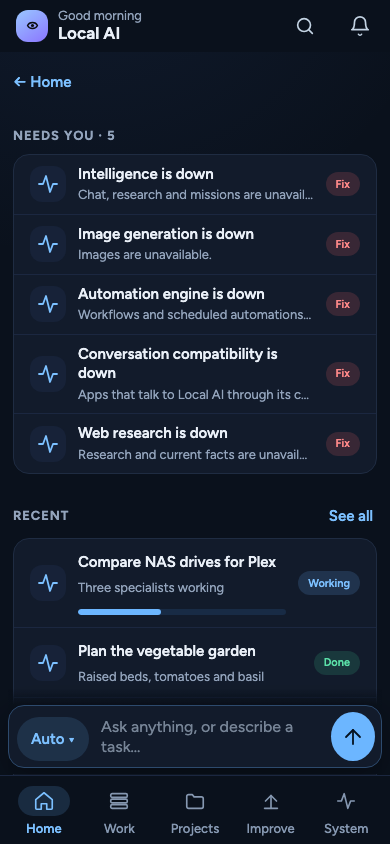 Good morning
Local AI
← Home
NEEDS YOU · 5
Intelligence is down
Chat, research and missions are unavail...
Fix
Image generation is down
Images are unavailable.
Fix
Automation engine is down
Workflows and scheduled automations...
Fix
Conversation compatibility is
down
Apps that talk to Local AI through its c...
Fix
Web research is down
Research and current facts are unavail...
Fix
RECENT
See all
Compare NAS drives for Plex
Three specialists working
Working
Plan the vegetable garden
Raised beds, tomatoes and basil
Done
Auto ▾
Ask anything, or describe a
task...
Home
Work
Projects
Improve
System